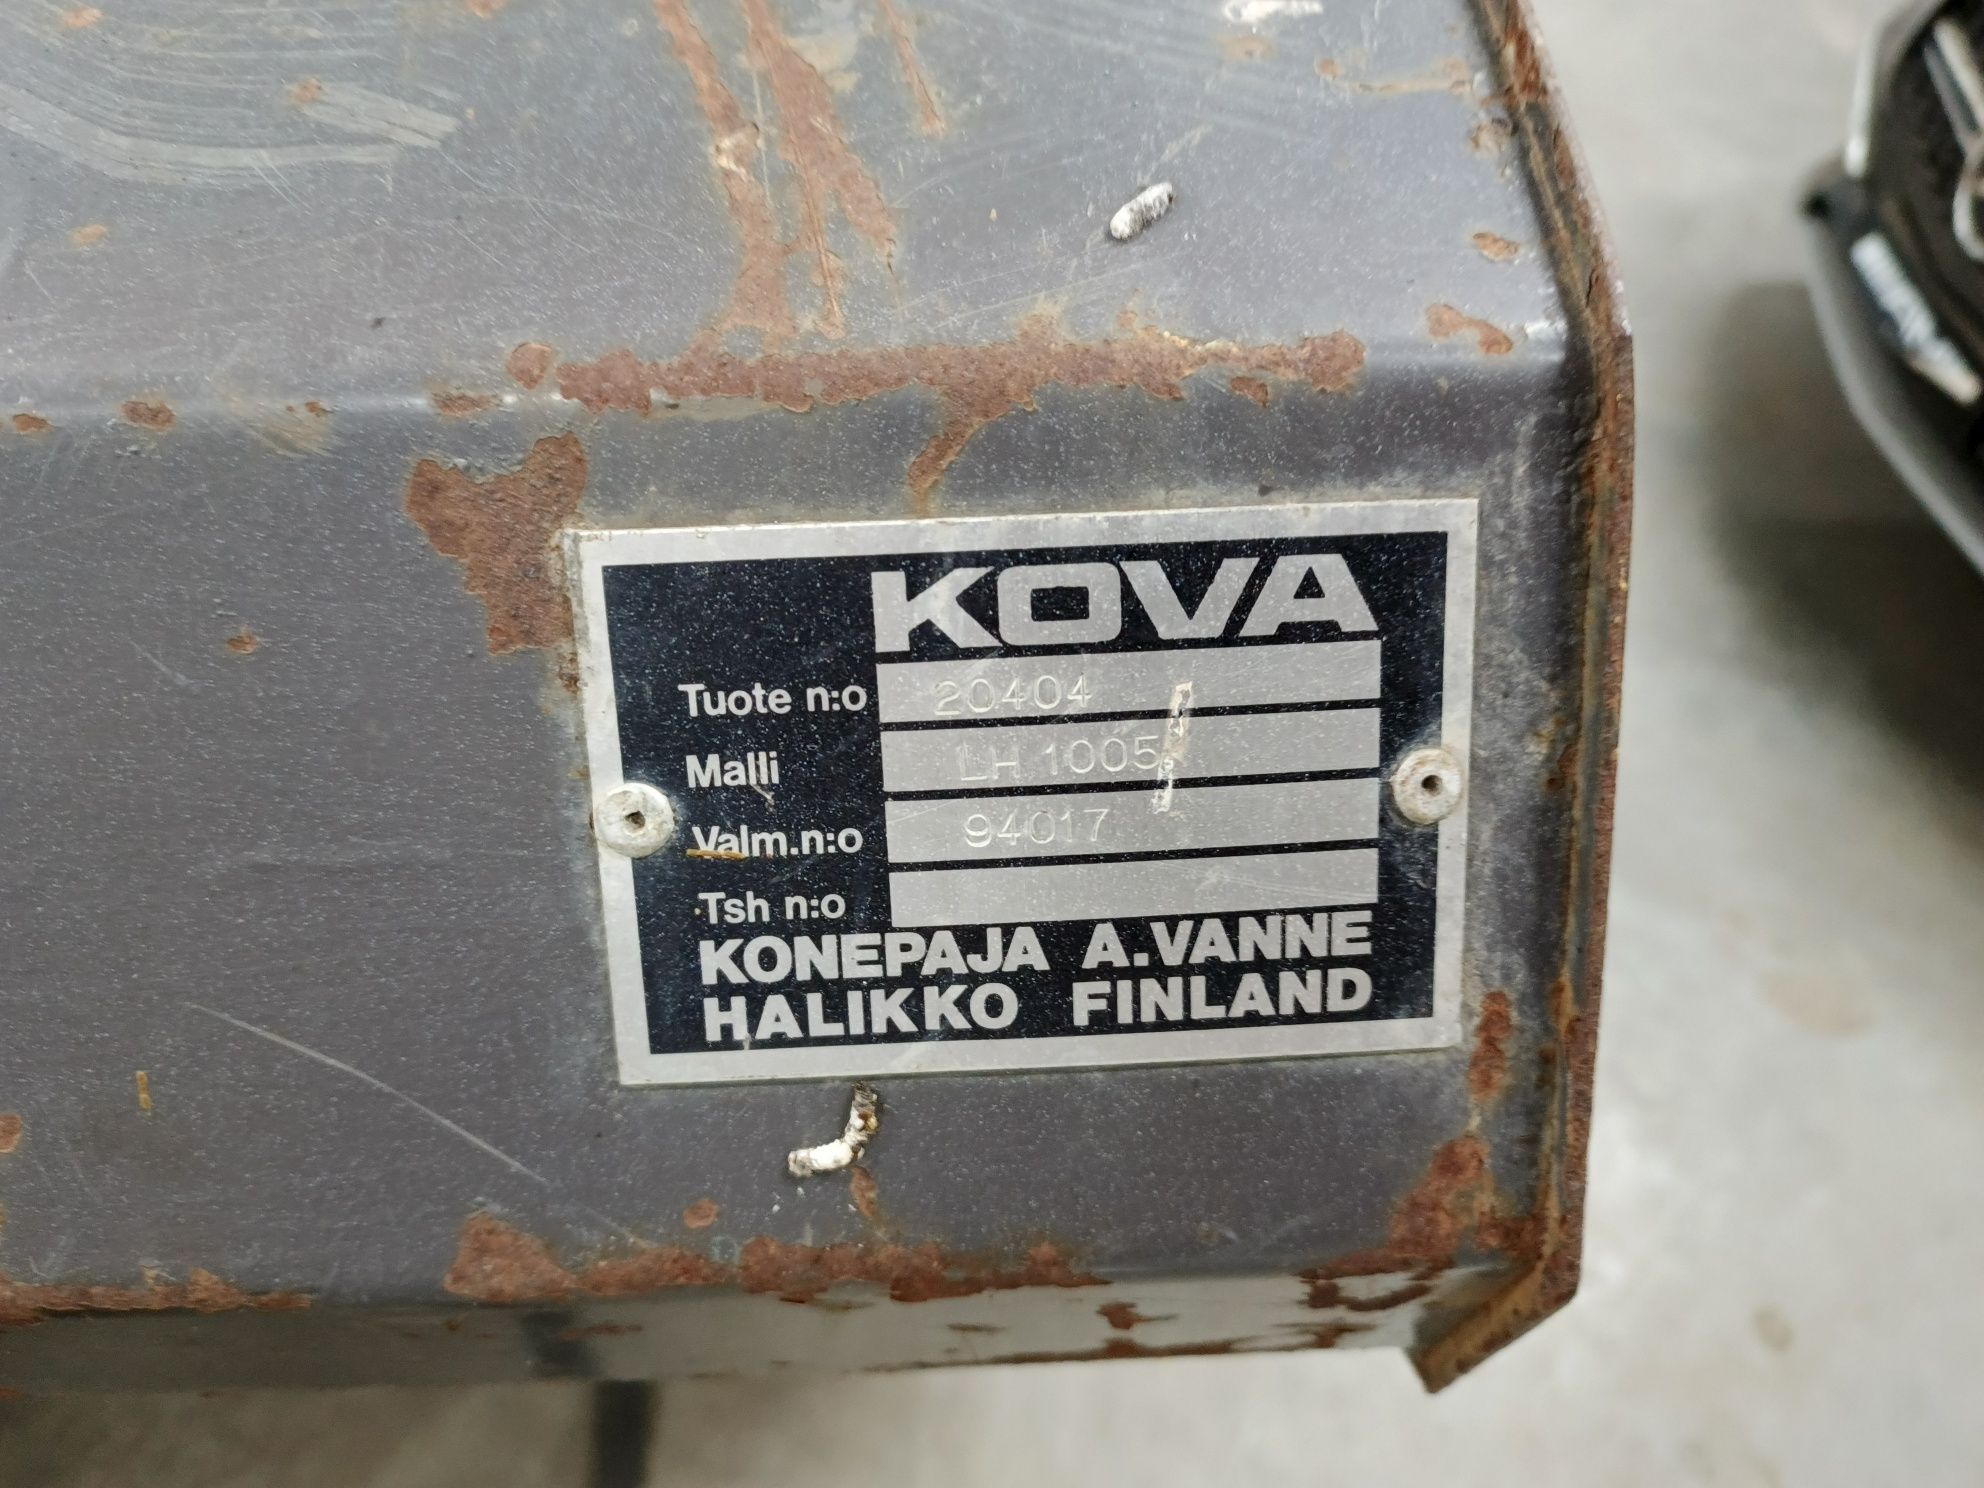 KOVA
Tuote n:o 20404
Malli LH 1005
Valm.n:o 94017
Tsh n:o
KONEPAJA A.VANNE
HALIKKO FINLAND